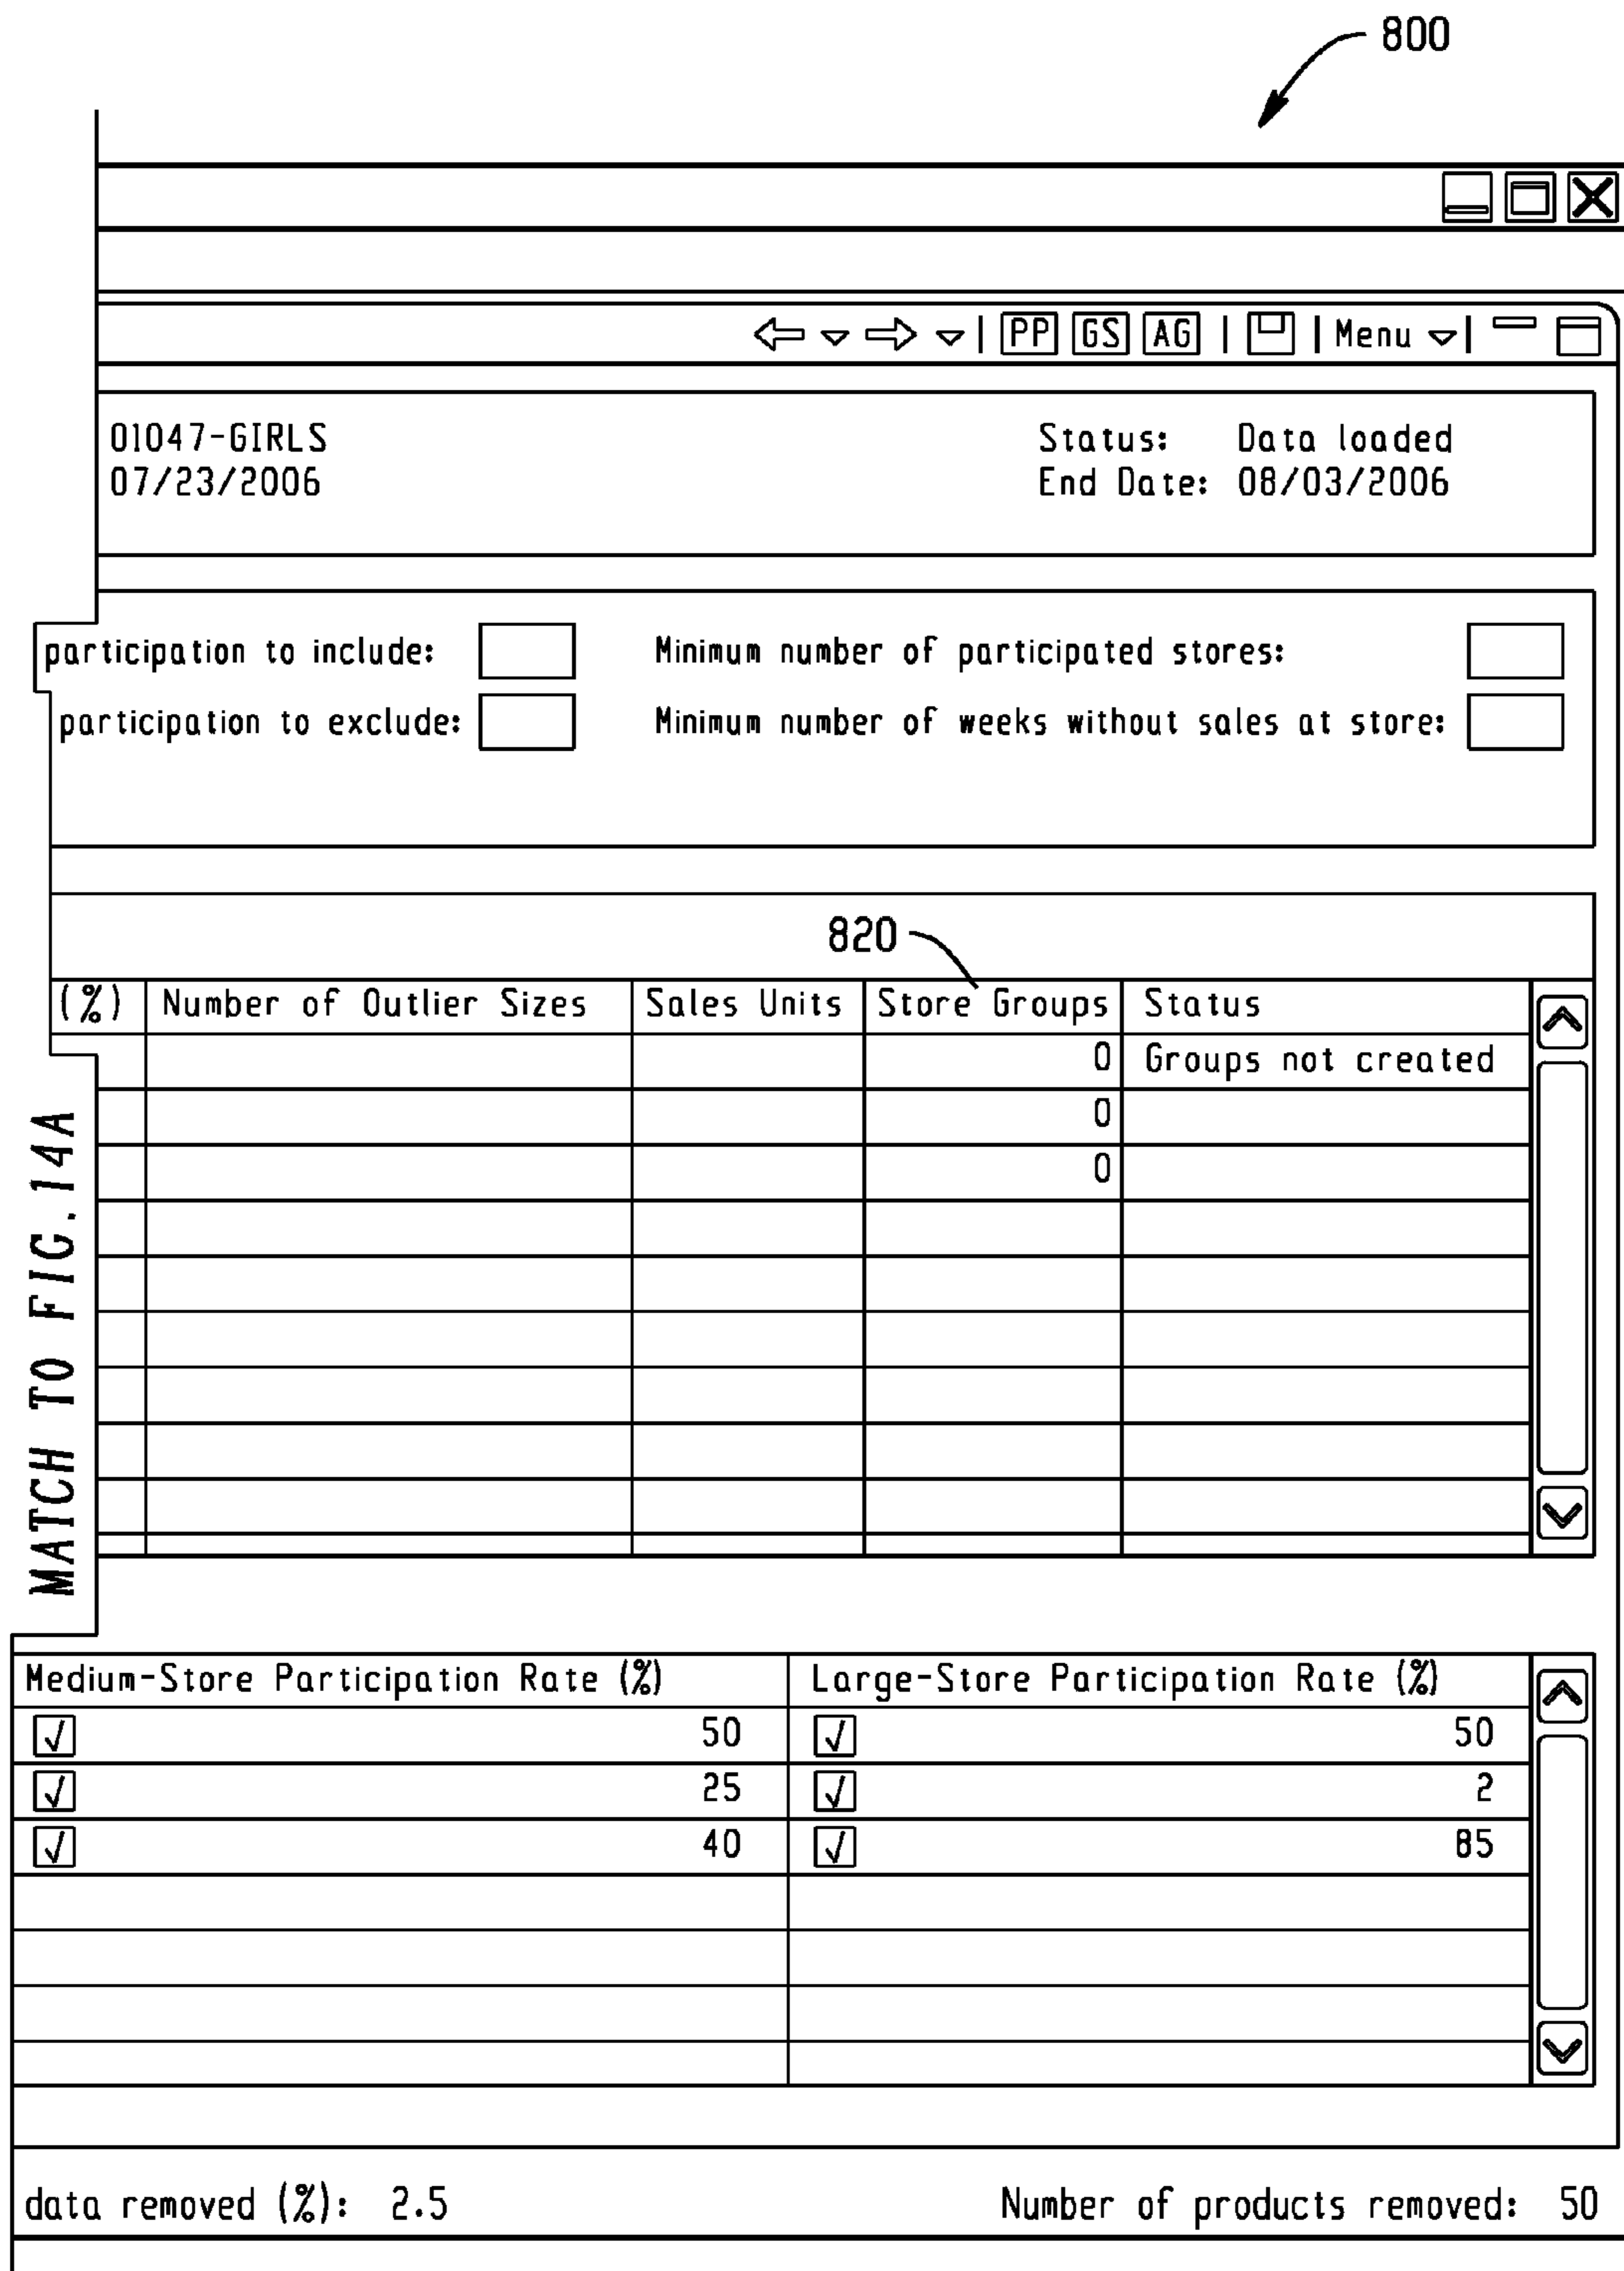 800
PP GS AG Menu
01047-GIRLS Status: Data loaded
07/23/2006 End Date: 08/03/2006
participation to include: Minimum number of participated stores:
participation to exclude: Minimum number of weeks without sales at store:
820
(%) Number of Outlier Sizes Sales Units Store Groups Status
0 Groups not created
0
0
MATCH TO FIG. 14A
Medium-Store Participation Rate (%) Large-Store Participation Rate (%)
50 50
25 2
40 85
data removed (%): 2.5 Number of products removed: 50